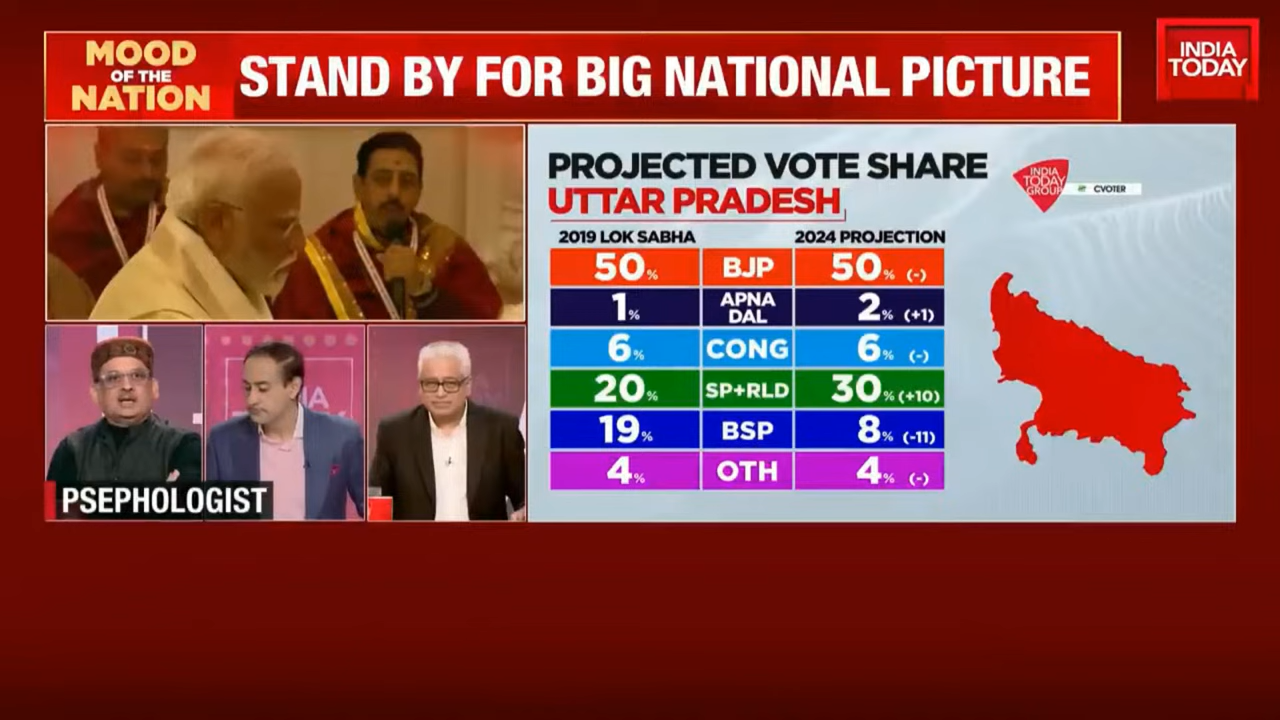 MOOD
OF THE
NATION
STAND BY FOR BIG NATIONAL PICTURE
INDIA
TODAY
PROJECTED VOTE SHARE
UTTAR PRADESH
INDIA
TODAY
GROUP
CVOTER
2019 LOK SABHA 2024 PROJECTION
50% BJP 50% (-)
1% APNA DAL 2% (+1)
6% CONG 6% (-)
20% SP+RLD 30% (+10)
19% BSP 8% (-11)
4% OTH 4% (-)
PSEPHOLOGIST